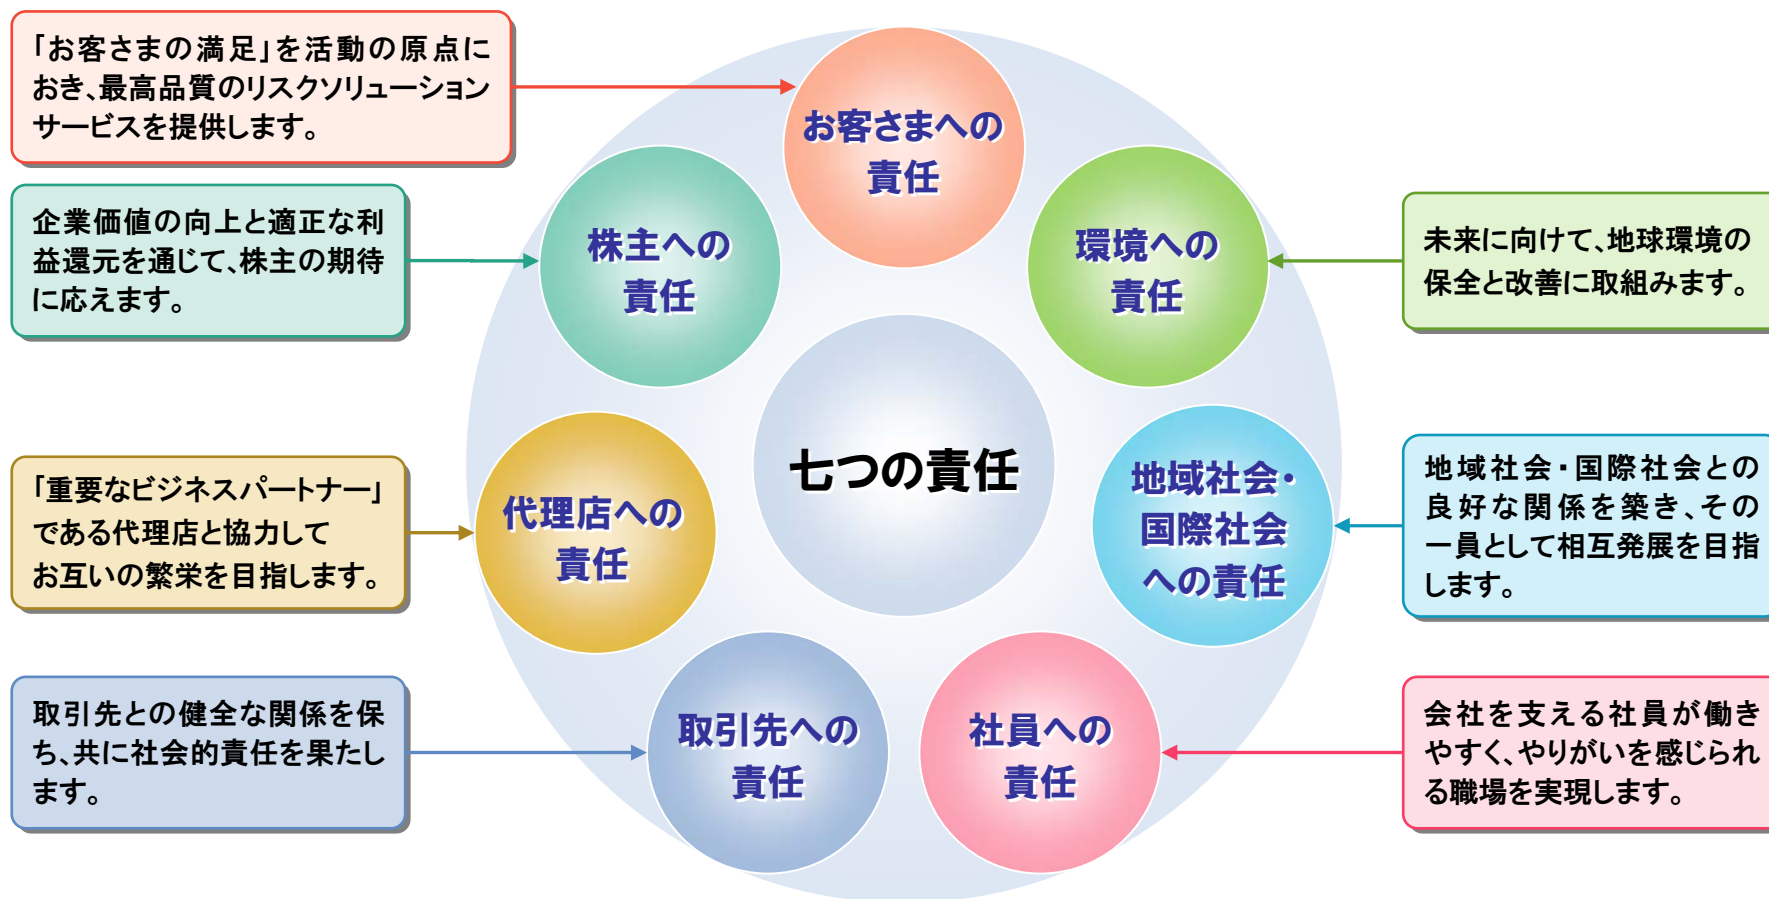 「お客さまの満足」を活動の原点に
おき、最高品質のリスクソリューション
サービスを提供します。
お客さまへの
責任
企業価値の向上と適正な利
益還元を通じて、株主の期待
に応えます。
株主への
責任
環境への
責任
未来に向けて、地球環境の
保全と改善に取組みます。
七つの責任
「重要なビジネスパートナー」
である代理店と協力して
お互いの繁栄を目指します。
代理店への
責任
地域社会・
国際社会
への責任
地域社会・国際社会との
良好な関係を築き、その
一員として相互発展を目指
します。
取引先との健全な関係を保
ち、共に社会的責任を果たし
ます。
取引先への
責任
社員への
責任
会社を支える社員が働き
やすく、やりがいを感じられ
る職場を実現します。